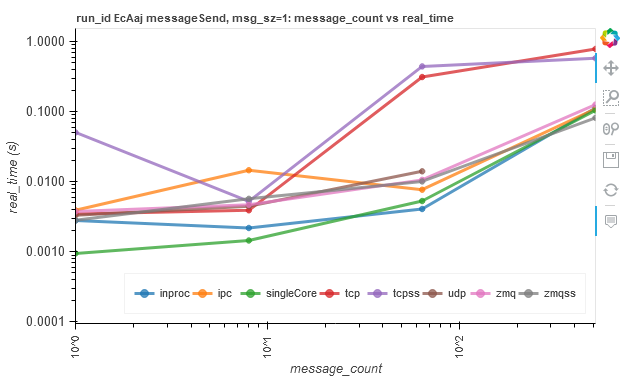 run_id EcAaj messageSend, msg_sz=1: message_count vs real_time
1.0000
0.1000
0.0100
0.0010
0.0001
real_time (s)
inproc ipc singleCore tcp tcpss udp zmq zmqss
10^0 10^1 10^2
message_count